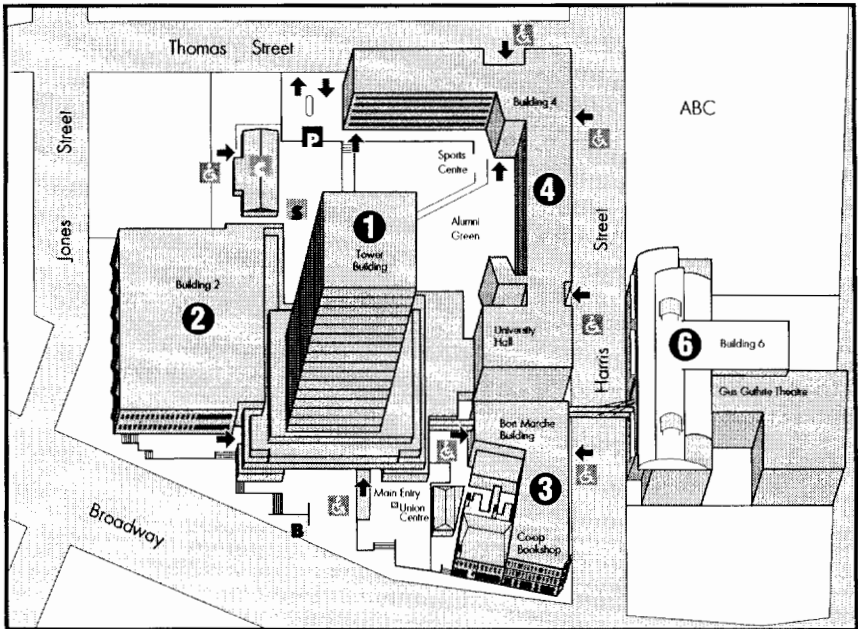 Thomas Street
Building 4
ABC
Jones Street
P
C
Sports
Centre
4
S
1
Alumni
Green
Street
Tower
Building
Building 2
2
University
Hall
6
Building 6
Harris
Gus Guthrie Theatre
Bon Marche
Building
3
Main Entry
Union
Centre
Broadway
B
Co-op
Bookshop